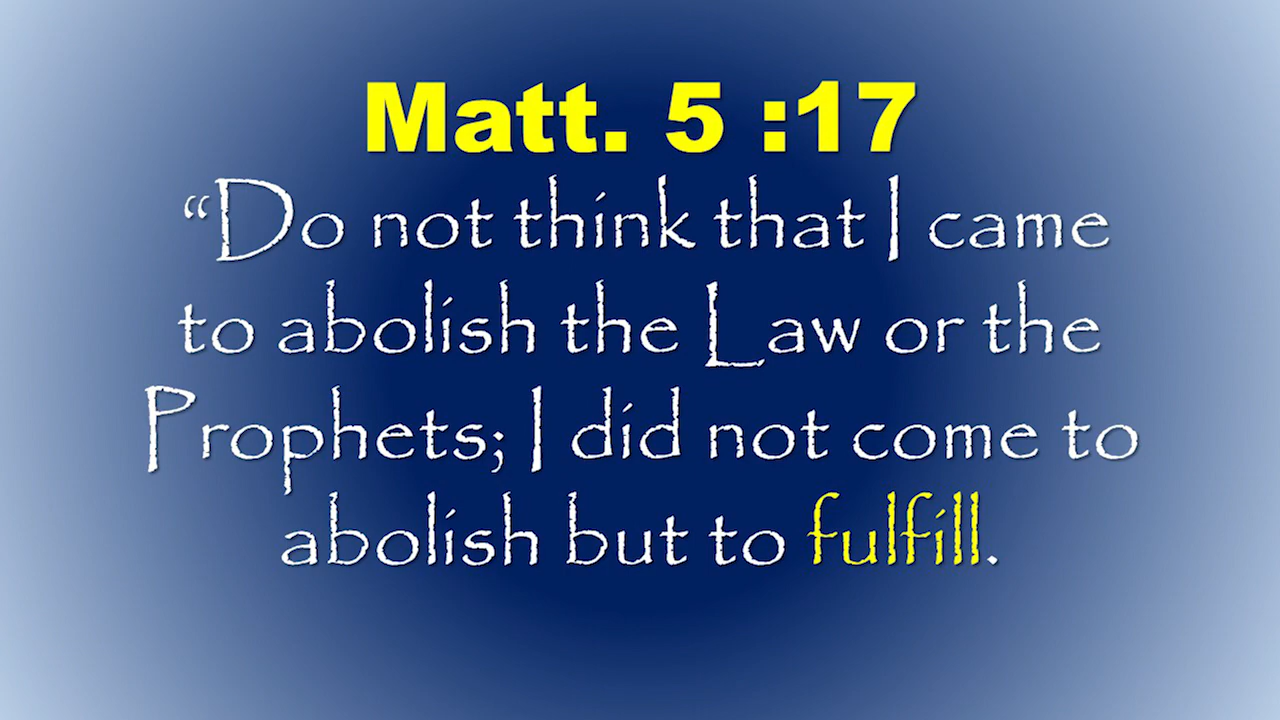 Matt. 5 :17
“Do not think that I came
to abolish the Law or the
Prophets; I did not come to
abolish but to fulfill.